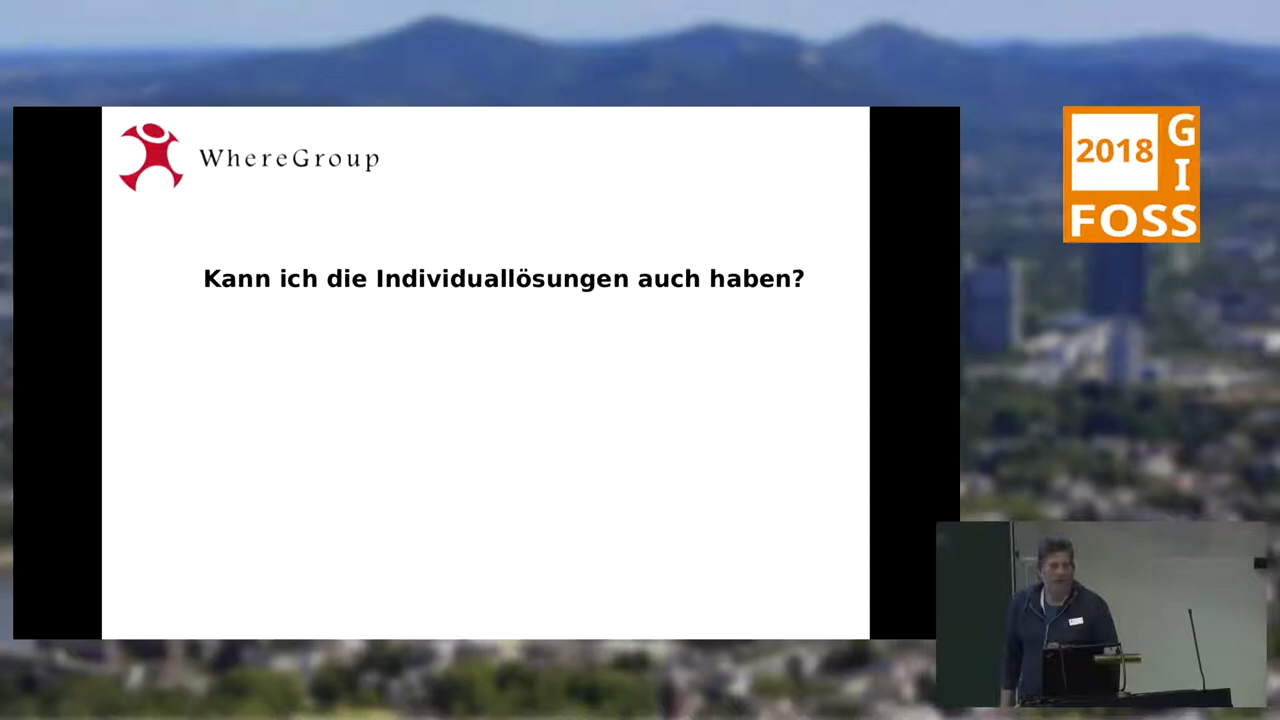 WhereGroup
Kann ich die Individuallösungen auch haben?
2018
G
I
FOSS